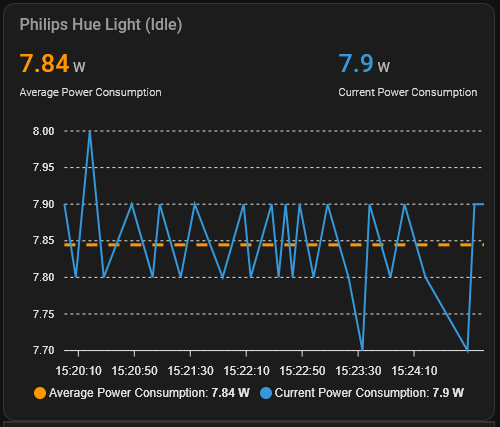 Philips Hue Light (Idle)
7.84 W 7.9 W
Average Power Consumption Current Power Consumption
8.00
7.95
7.90
7.85
7.80
7.75
7.70
15:20:10 15:20:50 15:21:30 15:22:10 15:22:50 15:23:30 15:24:10
Average Power Consumption: 7.84 W Current Power Consumption: 7.9 W